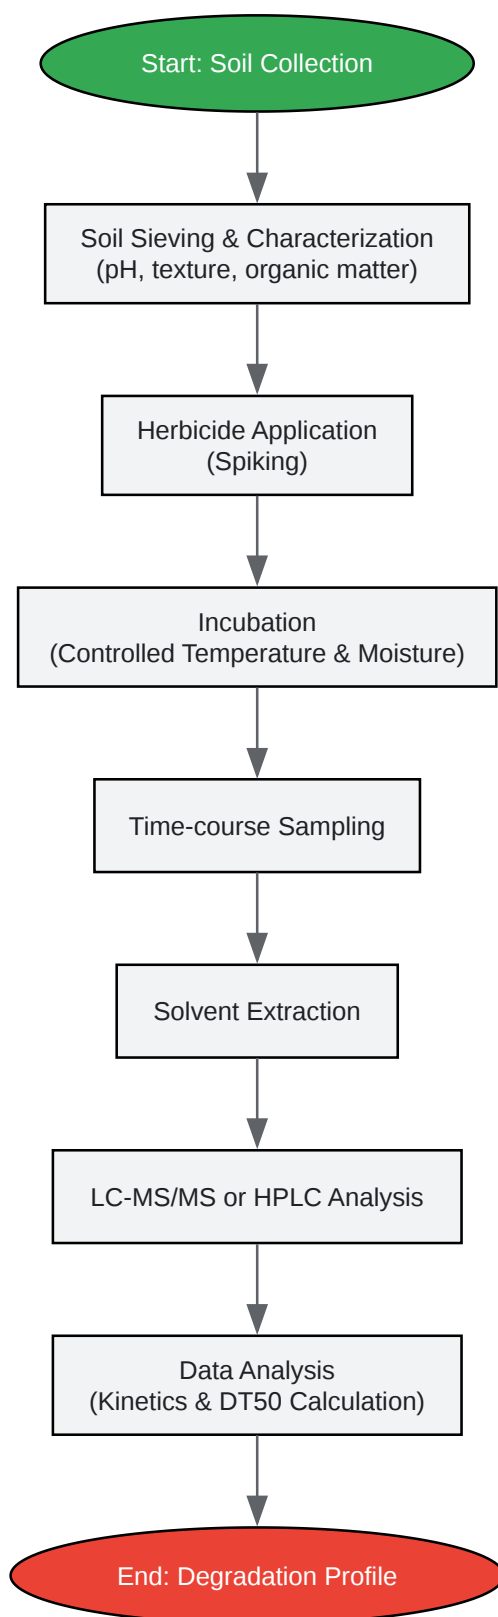 Start: Soil Collection
Soil Sieving & Characterization
(pH, texture, organic matter)
Herbicide Application
(Spiking)
Incubation
(Controlled Temperature & Moisture)
Time-course Sampling
Solvent Extraction
LC-MS/MS or HPLC Analysis
Data Analysis
(Kinetics & DT50 Calculation)
End: Degradation Profile